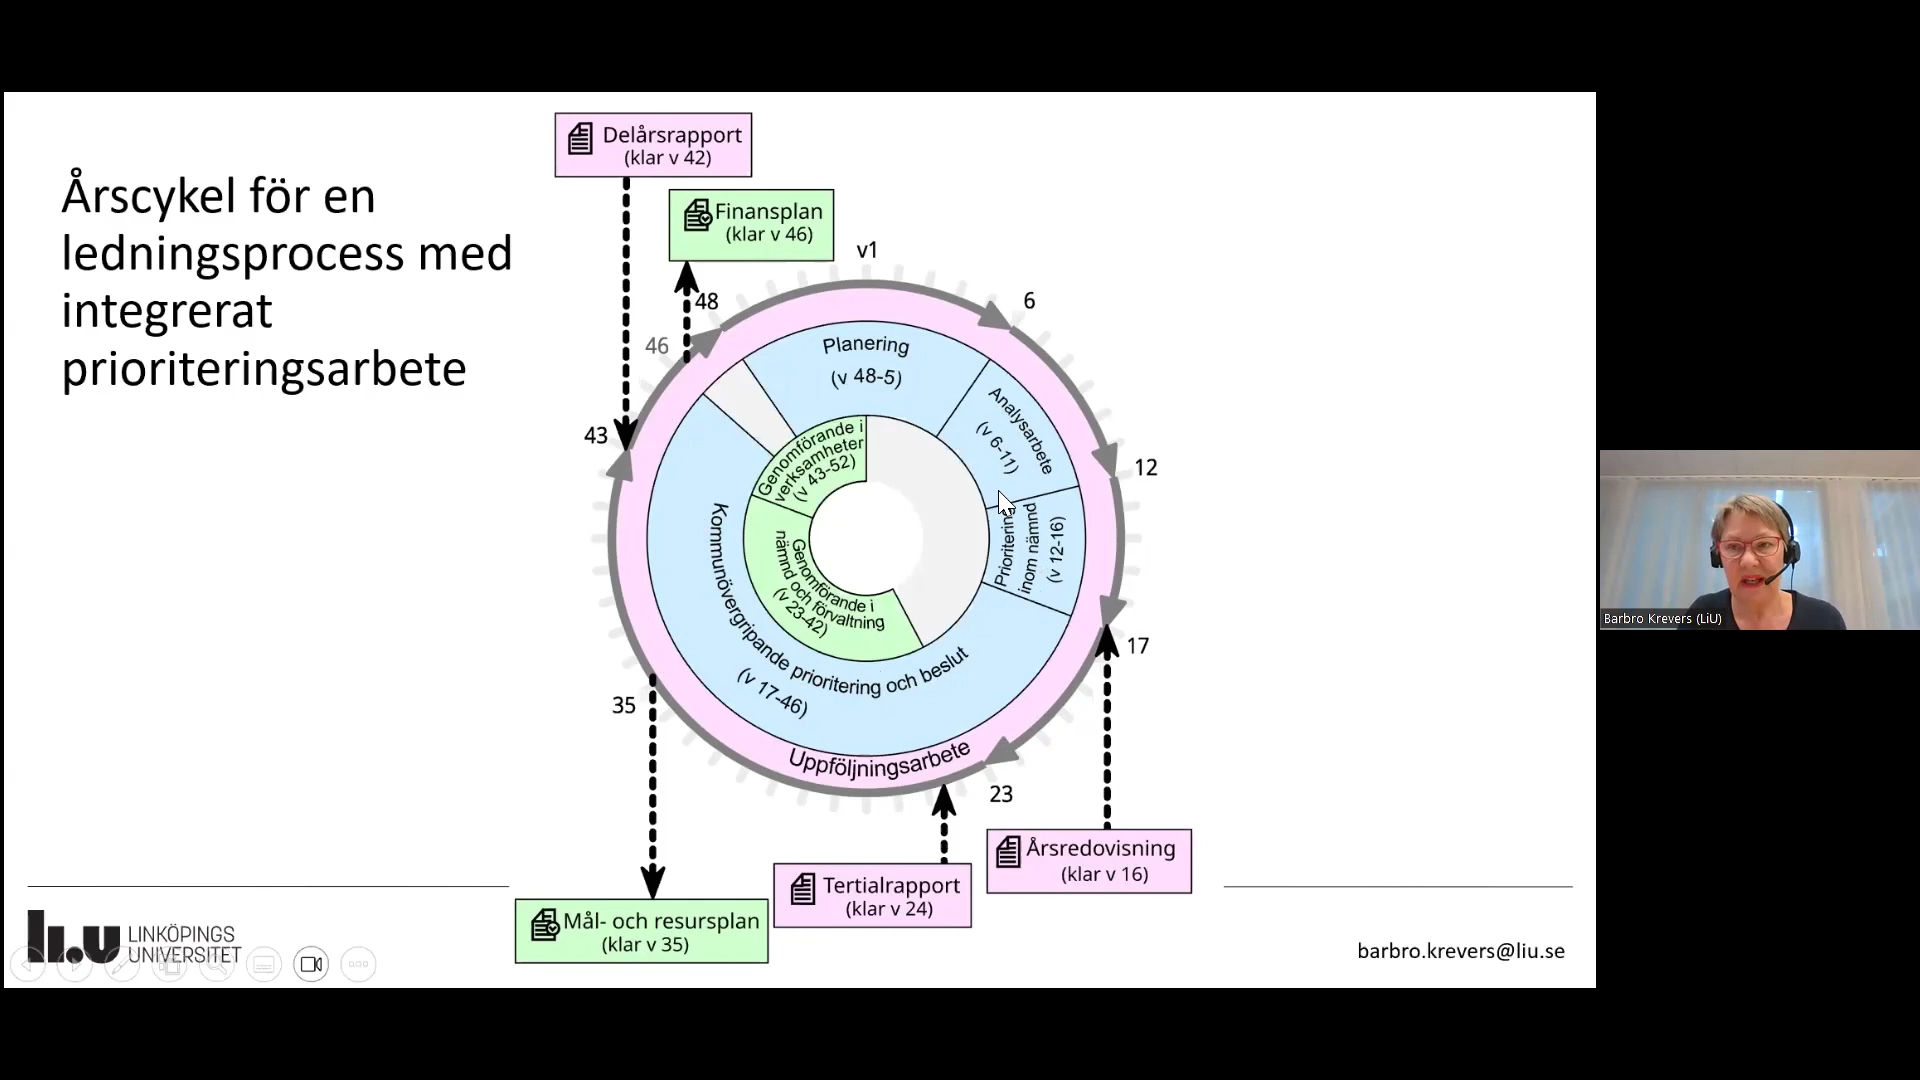 Årscykel för en
ledningsprocess med
integrerat
prioriteringsarbete
Delårsrapport
(klar v 42)
Finansplan
(klar v 46)
v1
6
12
17
23
35
43
46
48
Planering
(v 48-5)
Analysarbete
(v 6-11)
Prioritering
inom nämnd
(v 12-16)
Kommunövergripande prioritering och beslut
(v 17-46)
Genomförande i
verksamheter
(v 43-52)
Genomförande i
nämnd och förvaltning
(v 23-42)
Uppföljningsarbete
Årsredovisning
(klar v 16)
Tertialrapport
(klar v 24)
Mål- och resursplan
(klar v 35)
LINKÖPINGS
UNIVERSITET
barbro.krevers@liu.se
Barbro Krevers (LiU)